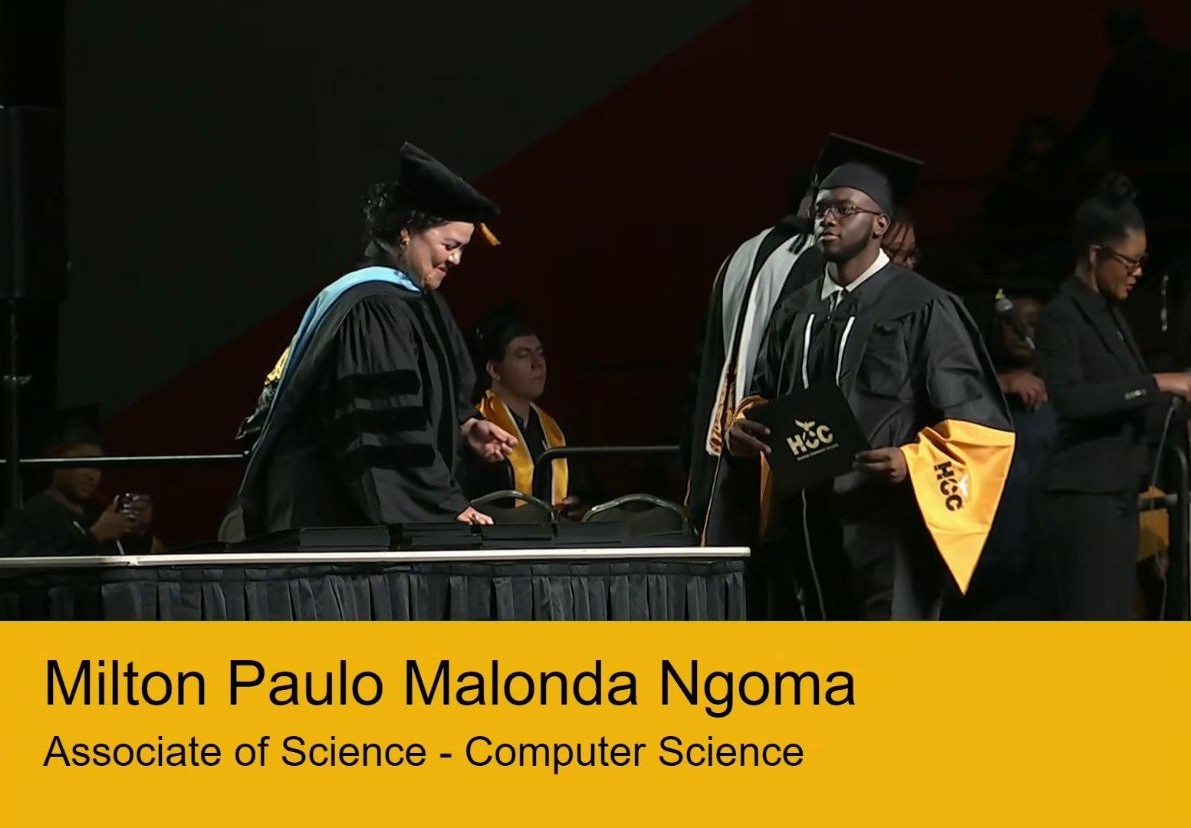 HCC
HCC
Milton Paulo Malonda Ngoma
Associate of Science - Computer Science